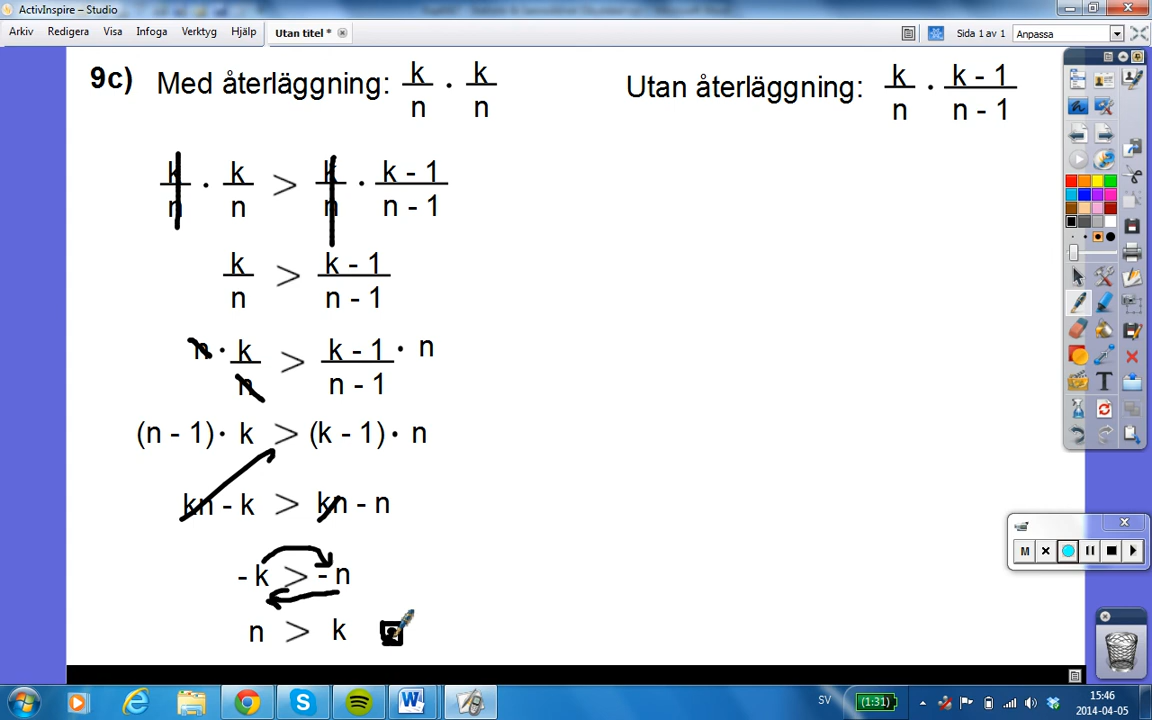 ActivInspire – Studio
Arkiv Redigera Visa Infoga Verktyg Hjälp Utan titel * Sida 1 av 1 Anpassa
9c) Med återläggning: k/n · k/n Utan återläggning: k/n · k - 1/n - 1
k/n · k/n > k/n · k - 1/n - 1
k/n > k - 1/n - 1
n · k/n > k - 1/n - 1 · n
(n - 1) · k > (k - 1) · n
kn - k > kn - n
- k > - n
n > k
M
SV (1:31) 15:46
2014-04-05